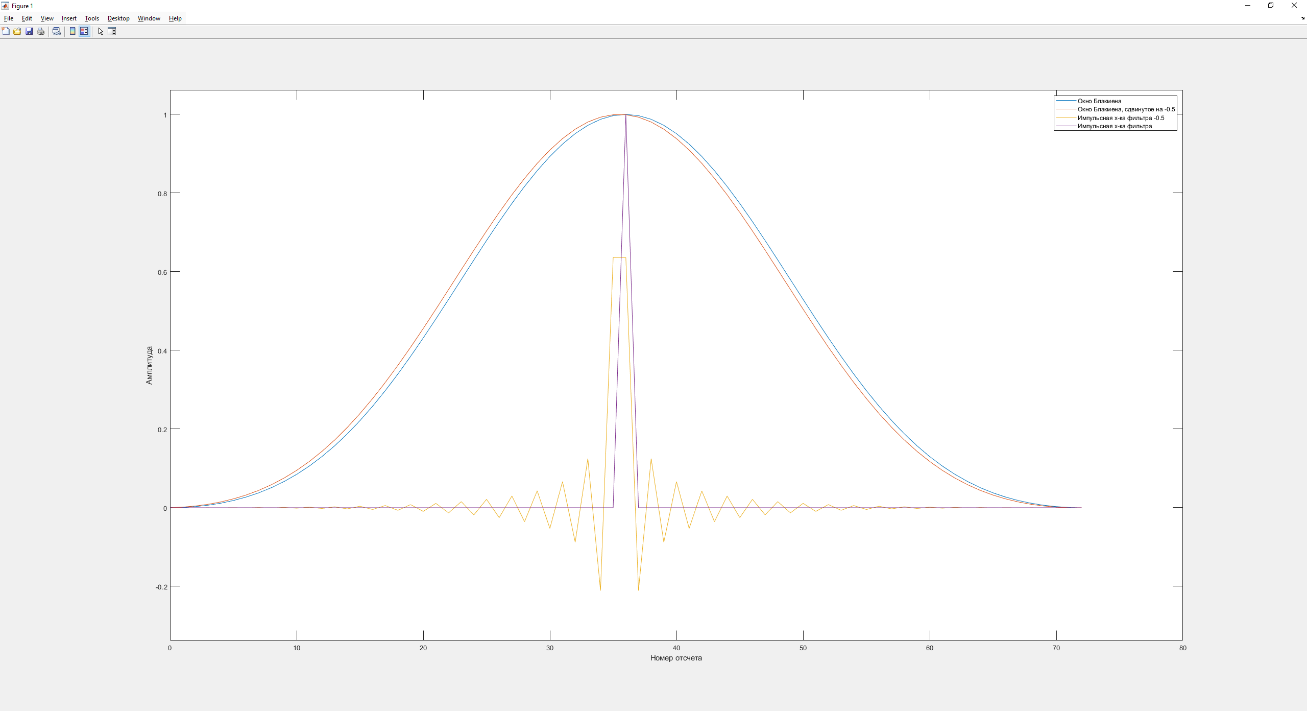 Figure 1
File Edit View Insert Tools Desktop Window Help
Окно Блэкмена
Окно Блэкмена, сдвинутое на -0.5
Импульсная х-ка фильтра -0.5
Импульсная х-ка фильтра
1
0.8
0.6
0.4
0.2
0
-0.2
Амплитуда
0 10 20 30 40 50 60 70 80
Номер отсчета